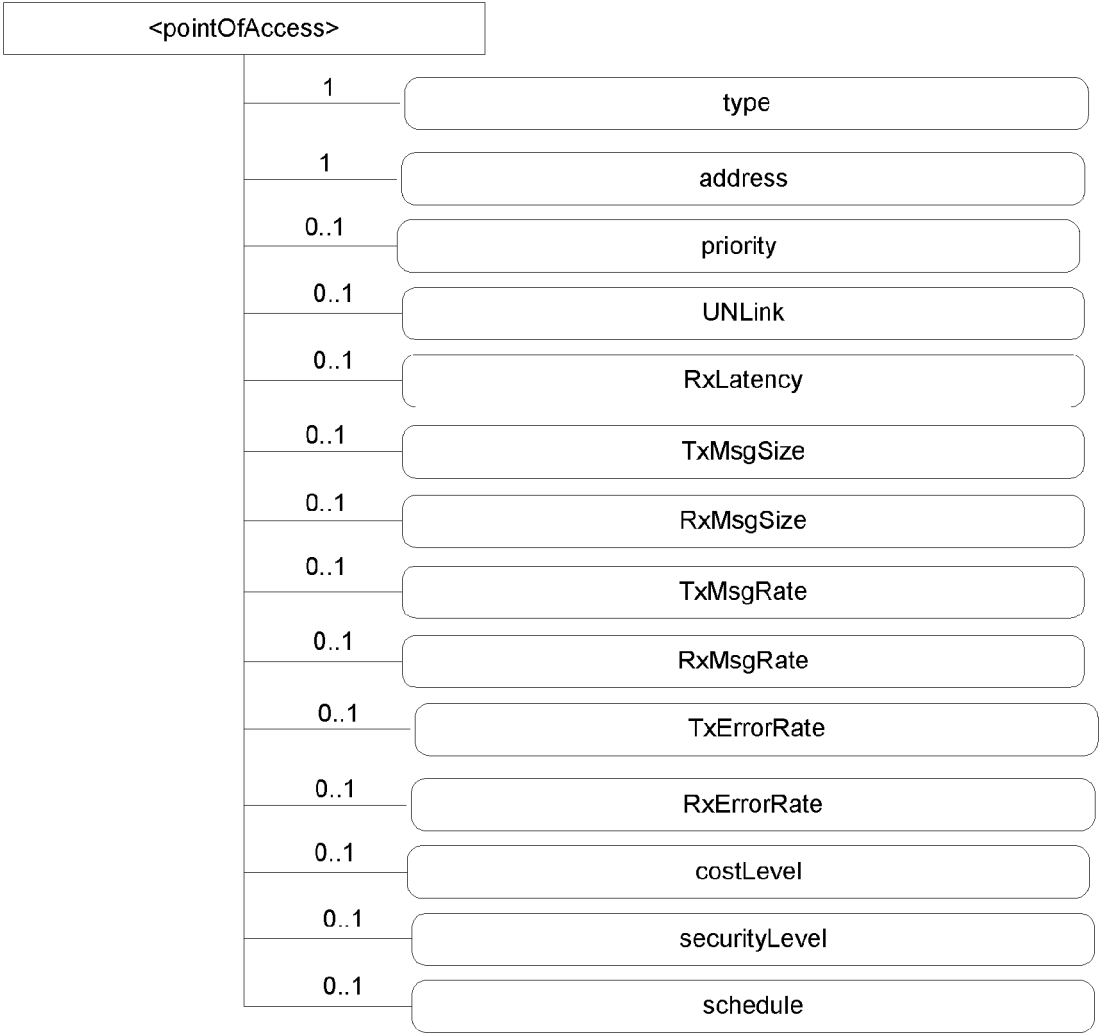 <pointOfAccess>
1
type
1
address
0..1
priority
0..1
UNLink
0..1
RxLatency
0..1
TxMsgSize
0..1
RxMsgSize
0..1
TxMsgRate
0..1
RxMsgRate
0..1
TxErrorRate
0..1
RxErrorRate
0..1
costLevel
0..1
securityLevel
0..1
schedule